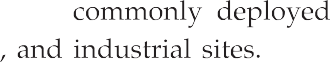 commonly deployed
, and industrial sites.